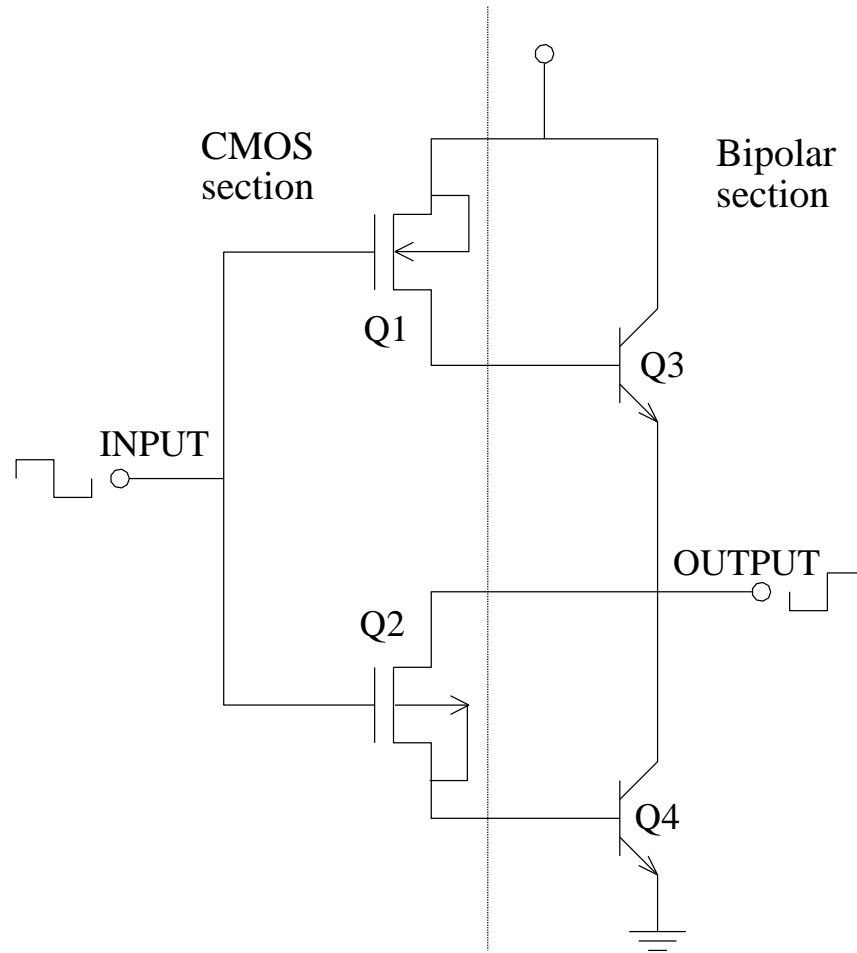 CMOS
section
Bipolar
section
Q1
Q3
INPUT
OUTPUT
Q2
Q4